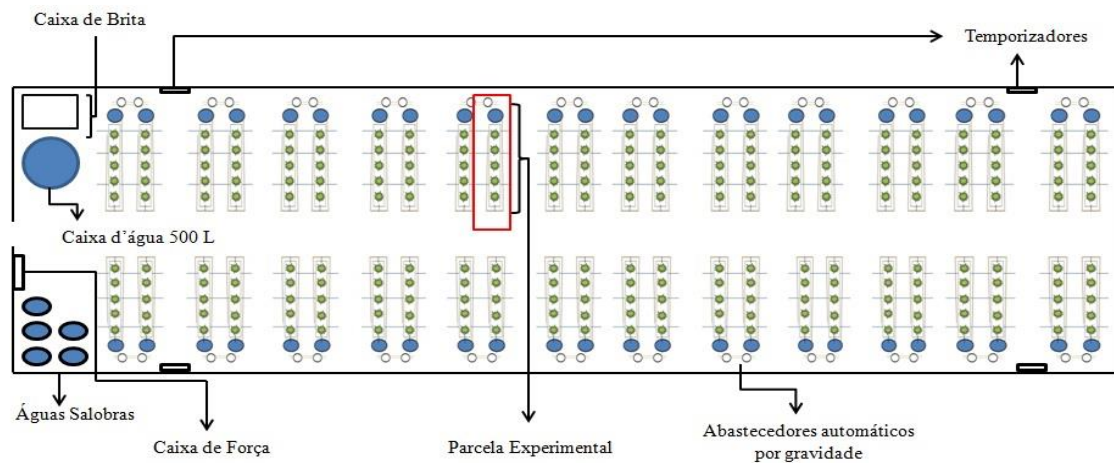 Caixa de Brita
Temporizadores
Caixa d’água 500 L
Águas Salobras
Caixa de Força
Parcela Experimental
Abastecedores automáticos
por gravidade